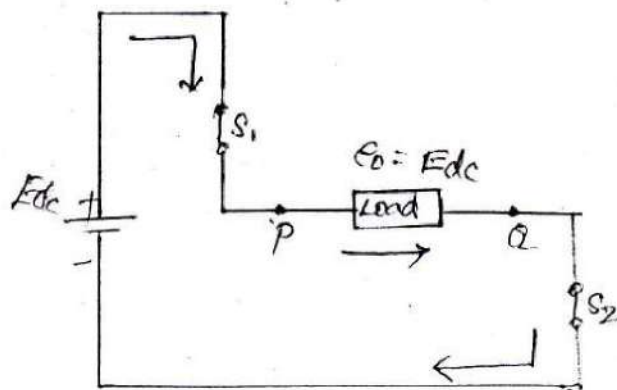 S₁
e₀ = Edc
Edc
+
Load
P
Q
-
S₂